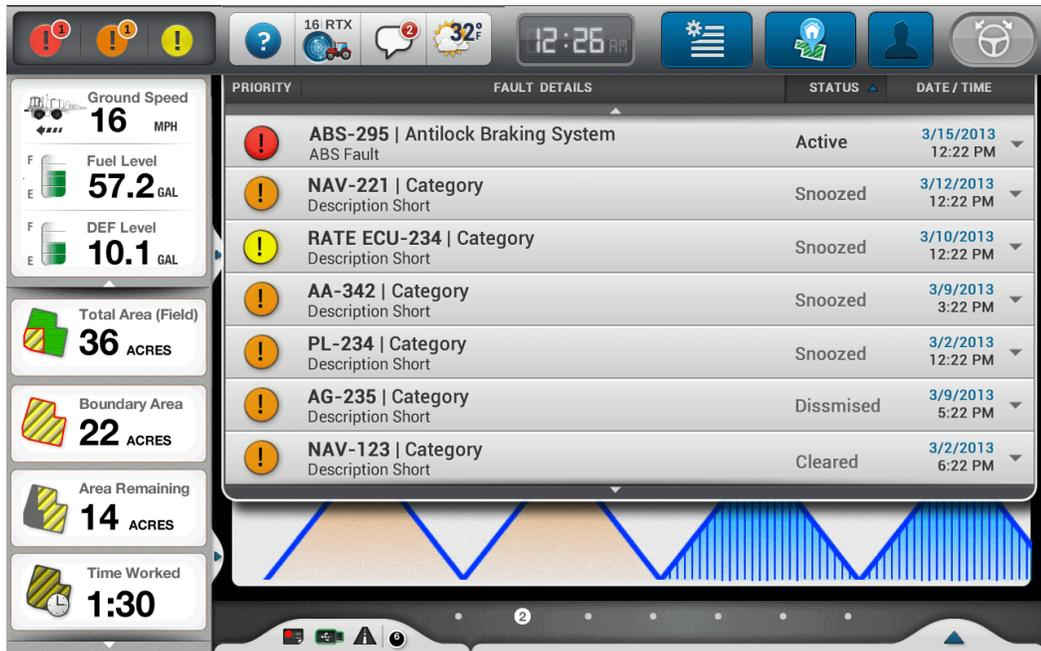 1
1
16 RTX
2
32°F
12:26 AM
PRIORITY
FAULT DETAILS
STATUS
DATE / TIME
Ground Speed
16 MPH
F
Fuel Level
57.2 GAL
E
F
DEF Level
10.1 GAL
E
Total Area (Field)
36 ACRES
Boundary Area
22 ACRES
Area Remaining
14 ACRES
Time Worked
1:30
ABS-295 | Antilock Braking System
ABS Fault
Active
3/15/2013
12:22 PM
NAV-221 | Category
Description Short
Snoozed
3/12/2013
12:22 PM
RATE ECU-234 | Category
Description Short
Snoozed
3/10/2013
12:22 PM
AA-342 | Category
Description Short
Snoozed
3/9/2013
3:22 PM
PL-234 | Category
Description Short
Snoozed
3/2/2013
12:22 PM
AG-235 | Category
Description Short
Dissmised
3/9/2013
5:22 PM
NAV-123 | Category
Description Short
Cleared
3/2/2013
6:22 PM
2
6